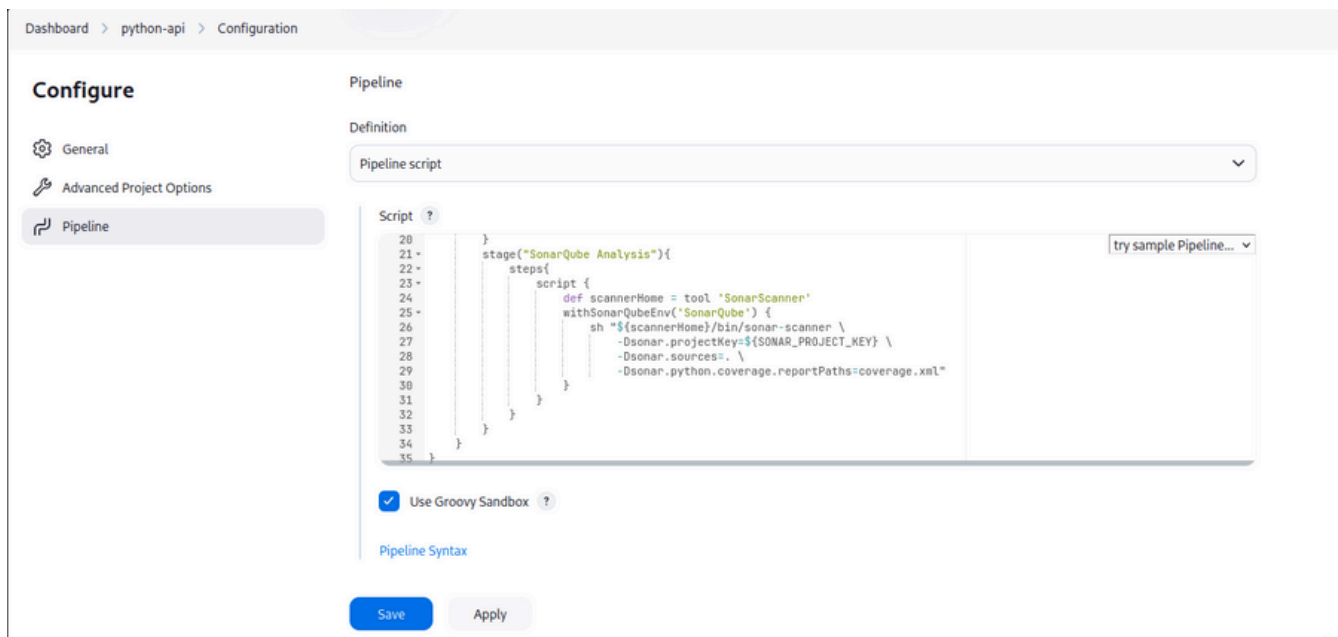 Dashboard > python-api > Configuration
Configure
General
Advanced Project Options
Pipeline
Pipeline
Definition
Pipeline script
Script ?
try sample Pipeline...
20 }
21 stage("SonarQube Analysis"){
22 steps{
23 script {
24 def scannerHome = tool 'SonarScanner'
25 withSonarQubeEnv('SonarQube') {
26 sh "${scannerHome}/bin/sonar-scanner \
27 -Dsonar.projectKey=${SONAR_PROJECT_KEY} \
28 -Dsonar.sources=. \
29 -Dsonar.python.coverage.reportPaths=coverage.xml"
30 }
31 }
32 }
33 }
34 }
35 }
Use Groovy Sandbox ?
Pipeline Syntax
Save Apply